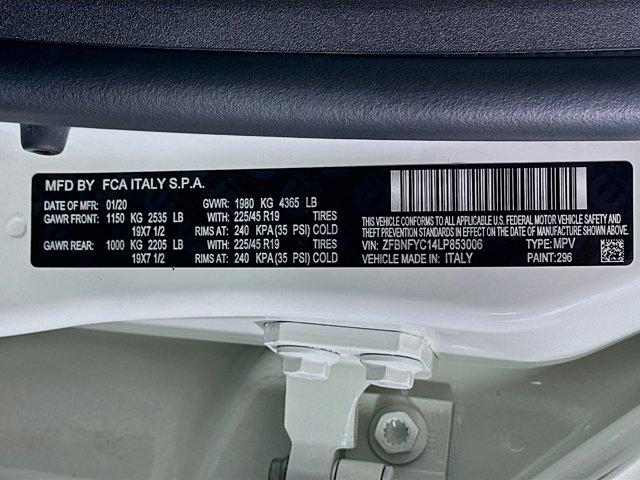 MFD BY FCA ITALY S.P.A.
DATE OF MFR: 01/20 GVWR: 1980 KG 4365 LB
GAWR FRONT: 1150 KG 2535 LB WITH: 225/45 R19 TIRES
19X7 1/2 RIMS AT: 240 KPA(35 PSI) COLD
GAWR REAR: 1000 KG 2205 LB WITH: 225/45 R19 TIRES
19X7 1/2 RIMS AT: 240 KPA(35 PSI) COLD
THIS VEHICLE CONFORMS TO ALL APPLICABLE U.S. FEDERAL MOTOR VEHICLE SAFETY AND
THEFT PREVENTION STANDARDS IN EFFECT ON THE DATE OF MANUFACTURE SHOWN ABOVE.
VIN: ZFBNFYC14LP853006 TYPE: MPV
VEHICLE MADE IN: ITALY PAINT: 296